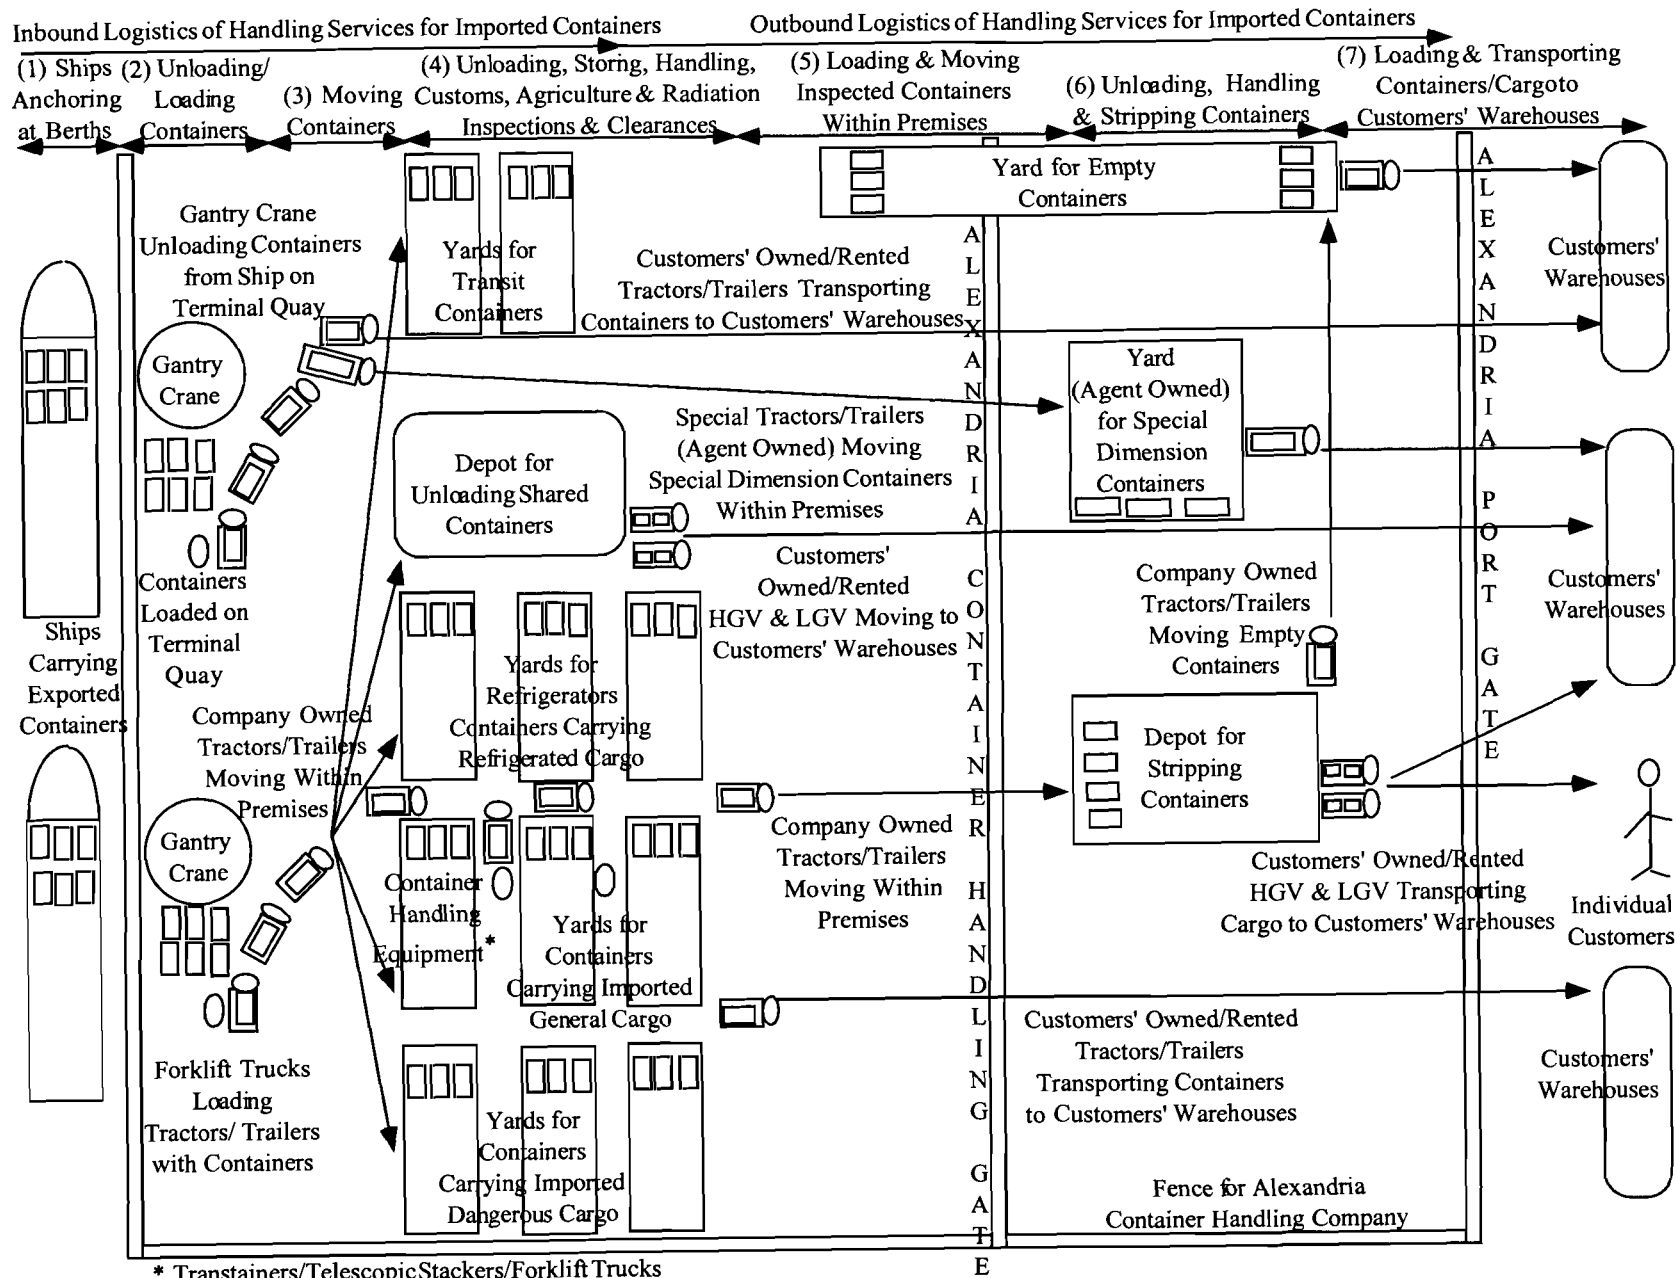 Inbound Logistics of Handling Services for Imported Containers
Outbound Logistics of Handling Services for Imported Containers
(1) Ships
Anchoring
at Berths
(2) Unloading/
Loading
Containers
(3) Moving
Containers
(4) Unloading, Storing, Handling,
Customs, Agriculture & Radiation
Inspections & Clearances
(5) Loading & Moving
Inspected Containers
Within Premises
(6) Unloading, Handling
& Stripping Containers
(7) Loading & Transporting
Containers/Cargoto
Customers' Warehouses
Gantry Crane
Unloading Containers
from Ship on
Terminal Quay
Gantry
Crane
Containers
Loaded on
Terminal
Quay
Ships
Carrying
Exported
Containers
Company Owned
Tractors/Trailers
Moving Within
Premises
Gantry
Crane
Forklift Trucks
Loading
Tractors/ Trailers
with Containers
Yards for
Transit
Containers
Depot for
Unloading Shared
Containers
Yards for
Refrigerators
Containers Carrying
Refrigerated Cargo
Container
Handling
Equipment*
Yards for
Containers
Carrying Imported
General Cargo
Yards for
Containers
Carrying Imported
Dangerous Cargo
Customers' Owned/Rented
Tractors/Trailers Transporting
Containers to Customers' Warehouses
Special Tractors/Trailers
(Agent Owned) Moving
Special Dimension Containers
Within Premises
Customers'
Owned/Rented
HGV & LGV Moving to
Customers' Warehouses
Company Owned
Tractors/Trailers
Moving Within
Premises
ALEXANDRIA CONTAINER HANDLING GATE
Yard for Empty
Containers
Yard
(Agent Owned)
for Special
Dimension
Containers
Company Owned
Tractors/Trailers
Moving Empty
Containers
Depot for
Stripping
Containers
Customers' Owned/Rented
HGV & LGV Transporting
Cargo to Customers' Warehouses
Customers' Owned/Rented
Tractors/Trailers
Transporting Containers
to Customers' Warehouses
Fence for Alexandria
Container Handling Company
ALEXANDRIA PORT GATE
Customers'
Warehouses
Customers'
Warehouses
Individual
Customers
Customers'
Warehouses
* Transtainers/Telescopic Stackers/Forklift Trucks